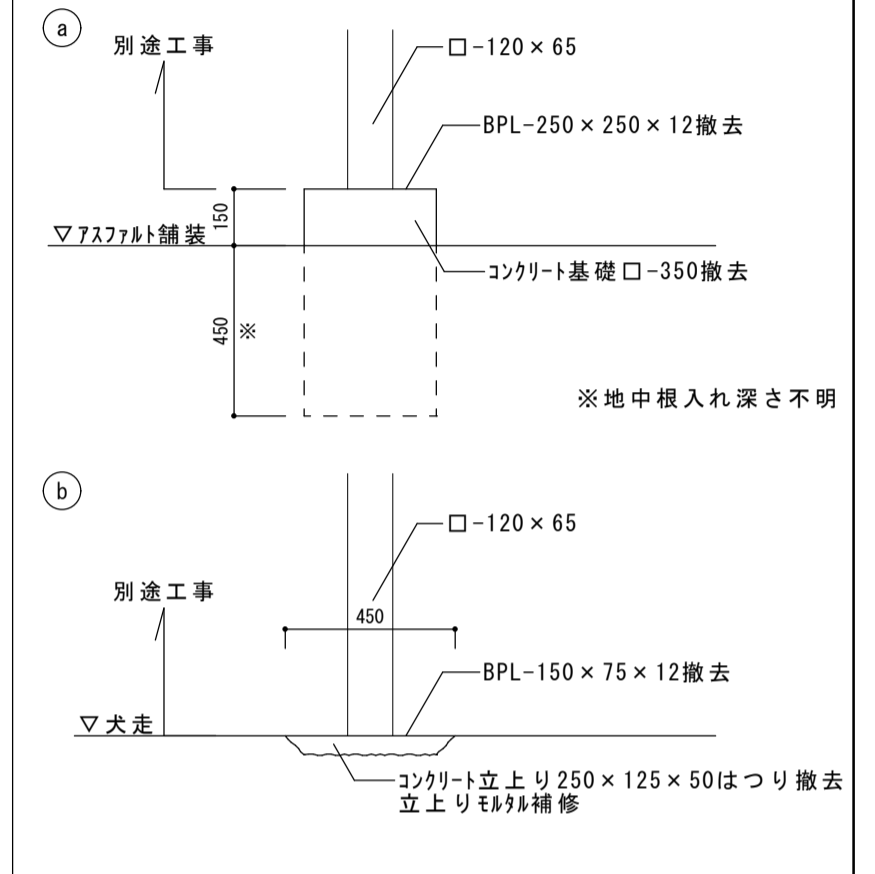 a
別途工事
□-120×65
BPL-250×250×12撤去
150
▽アスファルト舗装
コンクリート基礎□-350撤去
450
※
※地中根入れ深さ不明
b
□-120×65
別途工事
450
BPL-150×75×12撤去
▽犬走
コンクリート立上り250×125×50はつり撤去
立上りモルタル補修